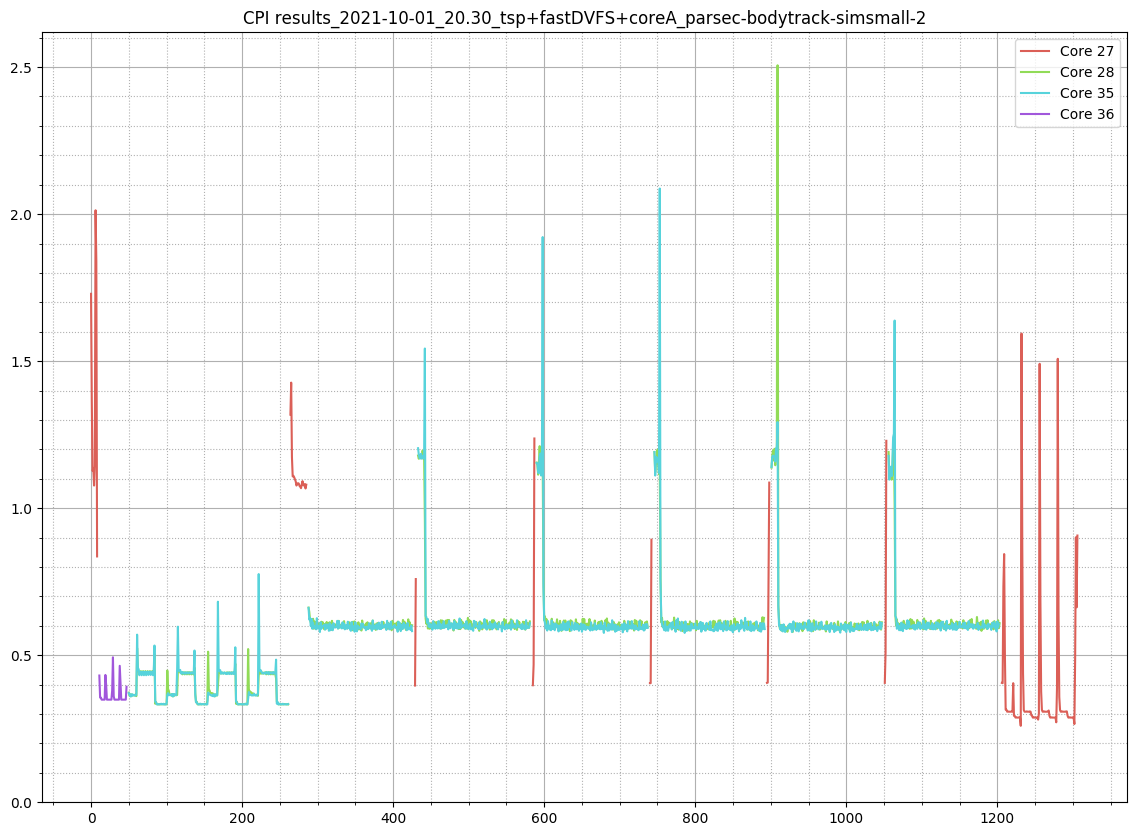 CPI results_2021-10-01_20.30_tsp+fastDVFS+coreA_parsec-bodytrack-simsmall-2
Core 27
Core 28
Core 35
Core 36
2.5
2.0
1.5
1.0
0.5
0.0
0 200 400 600 800 1000 1200